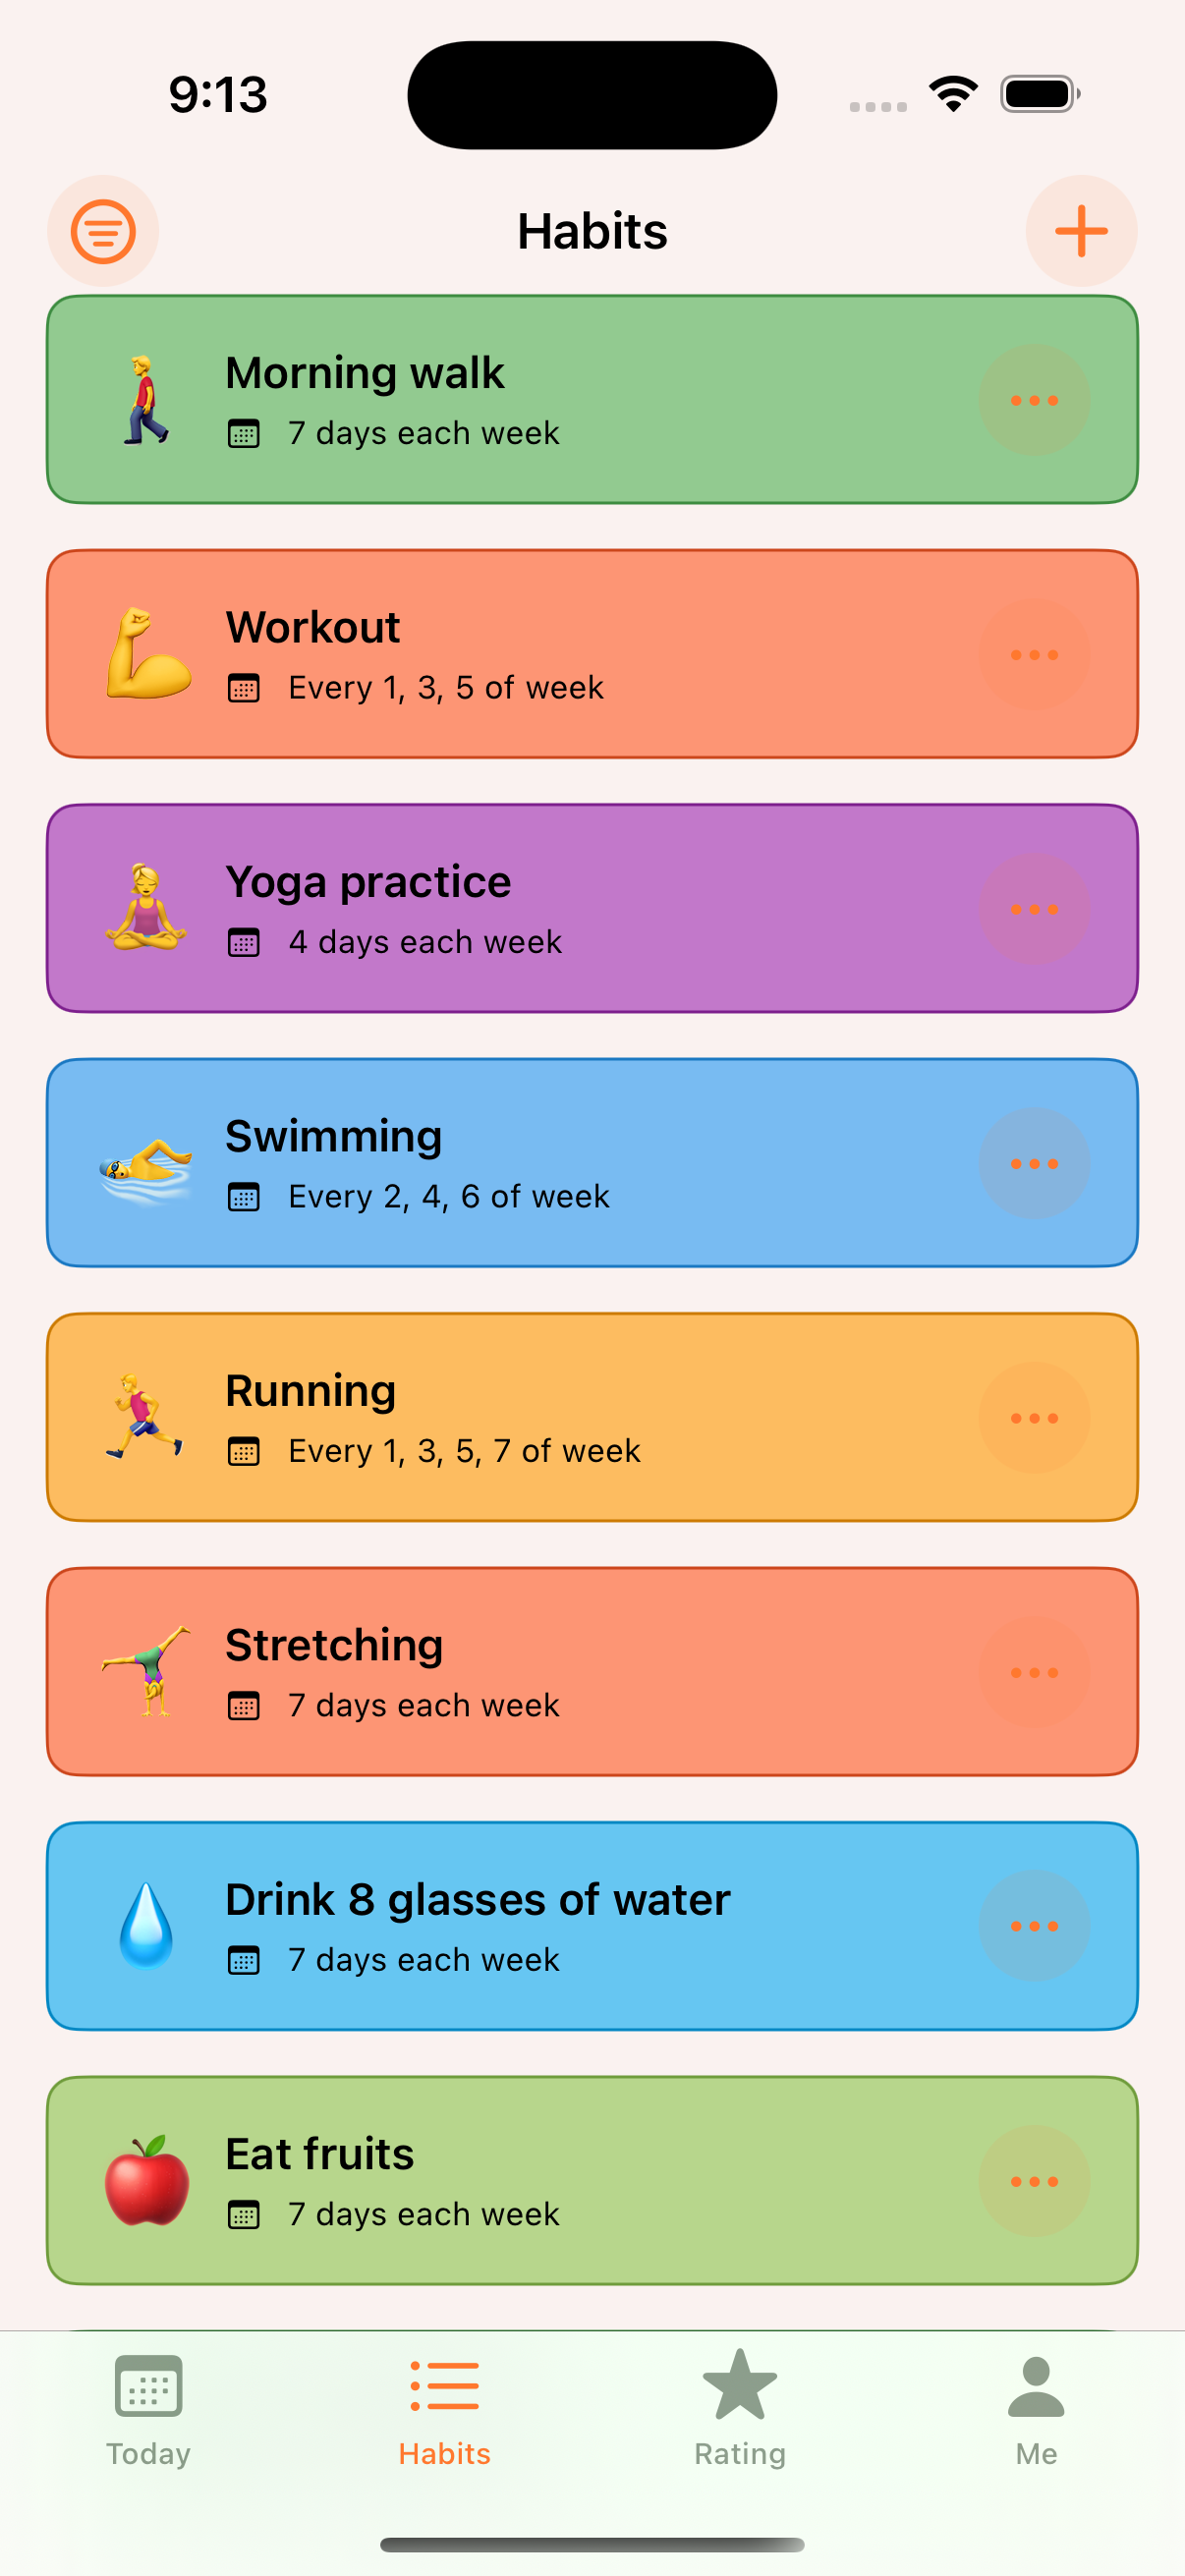 9:13
Habits
Morning walk
7 days each week
Workout
Every 1, 3, 5 of week
Yoga practice
4 days each week
Swimming
Every 2, 4, 6 of week
Running
Every 1, 3, 5, 7 of week
Stretching
7 days each week
Drink 8 glasses of water
7 days each week
Eat fruits
7 days each week
Today
Habits
Rating
Me